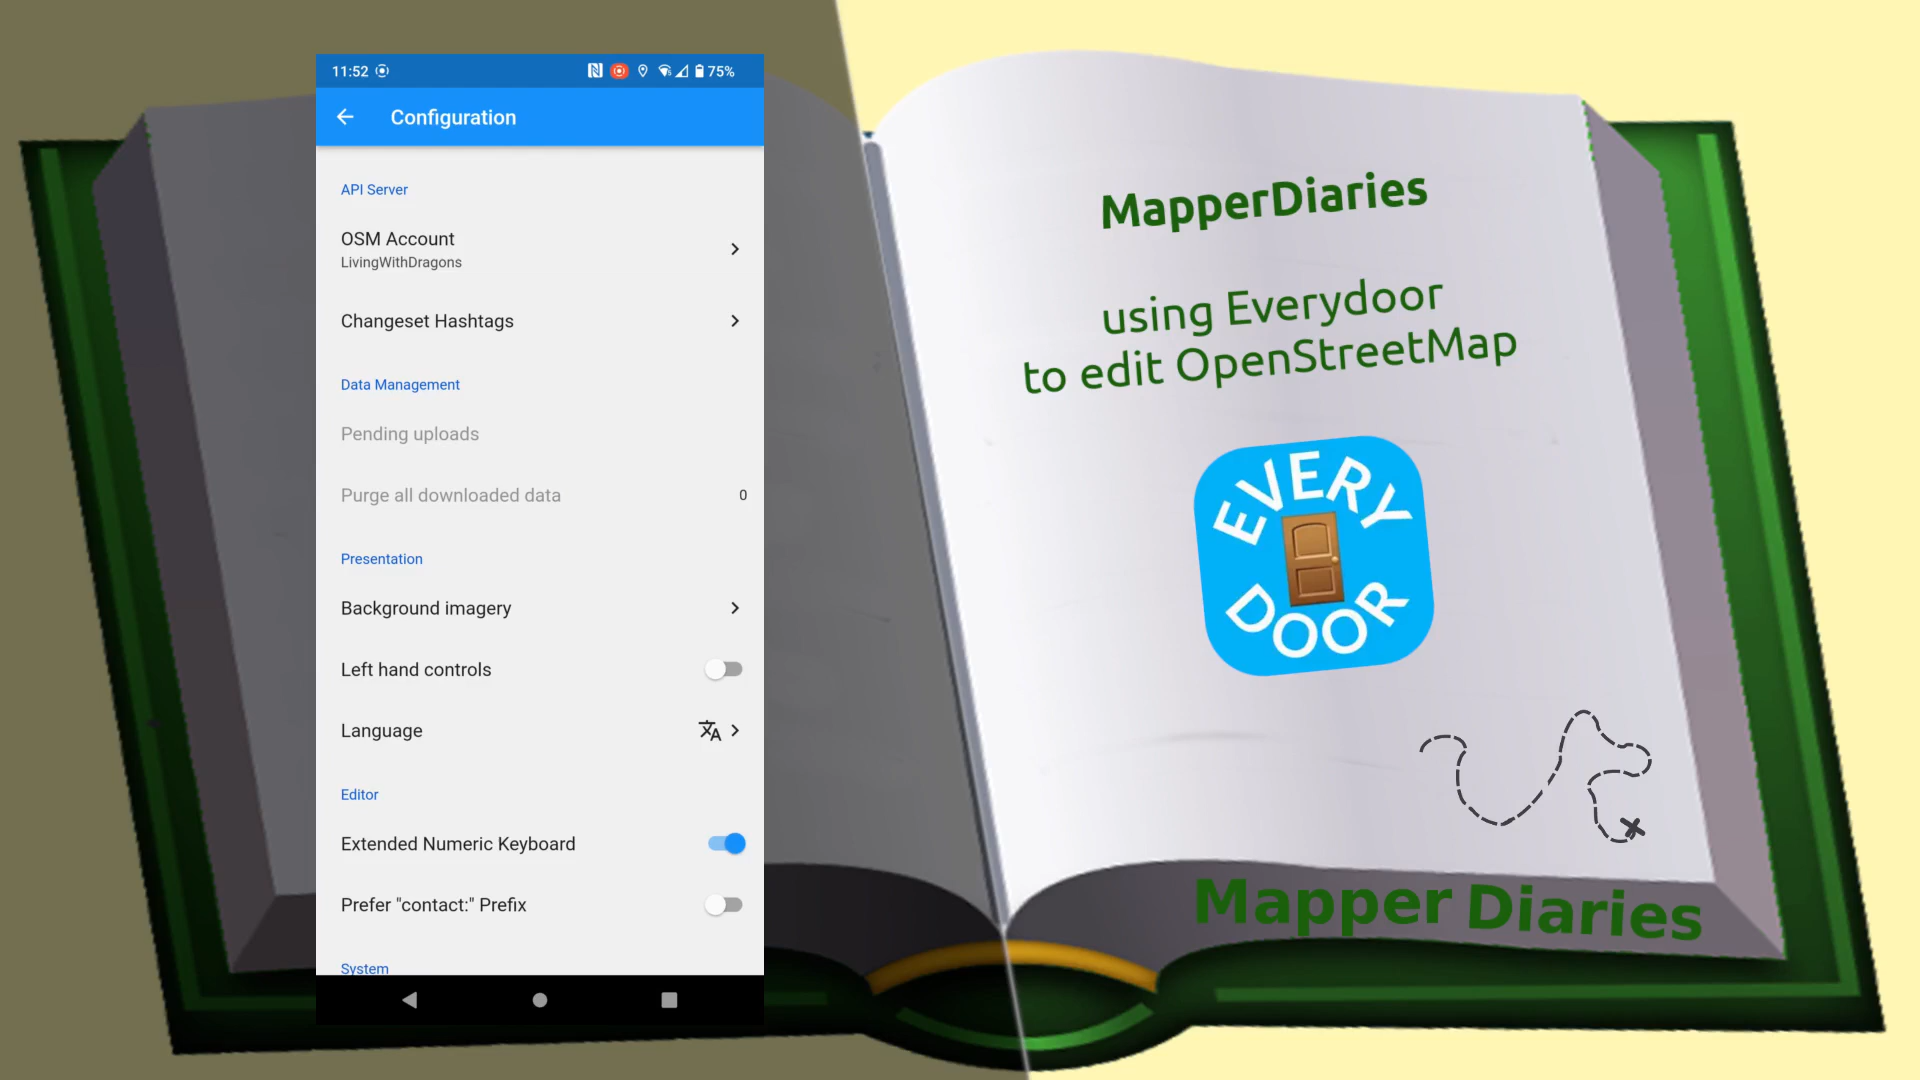 11:52
75%
Configuration
API Server
OSM Account
LivingWithDragons
Changeset Hashtags
Data Management
Pending uploads
Purge all downloaded data 0
Presentation
Background imagery
Left hand controls
Language
Editor
Extended Numeric Keyboard
Prefer "contact:" Prefix
System
MapperDiaries
using Everydoor
to edit OpenStreetMap
EVERY
DOOR
Mapper Diaries